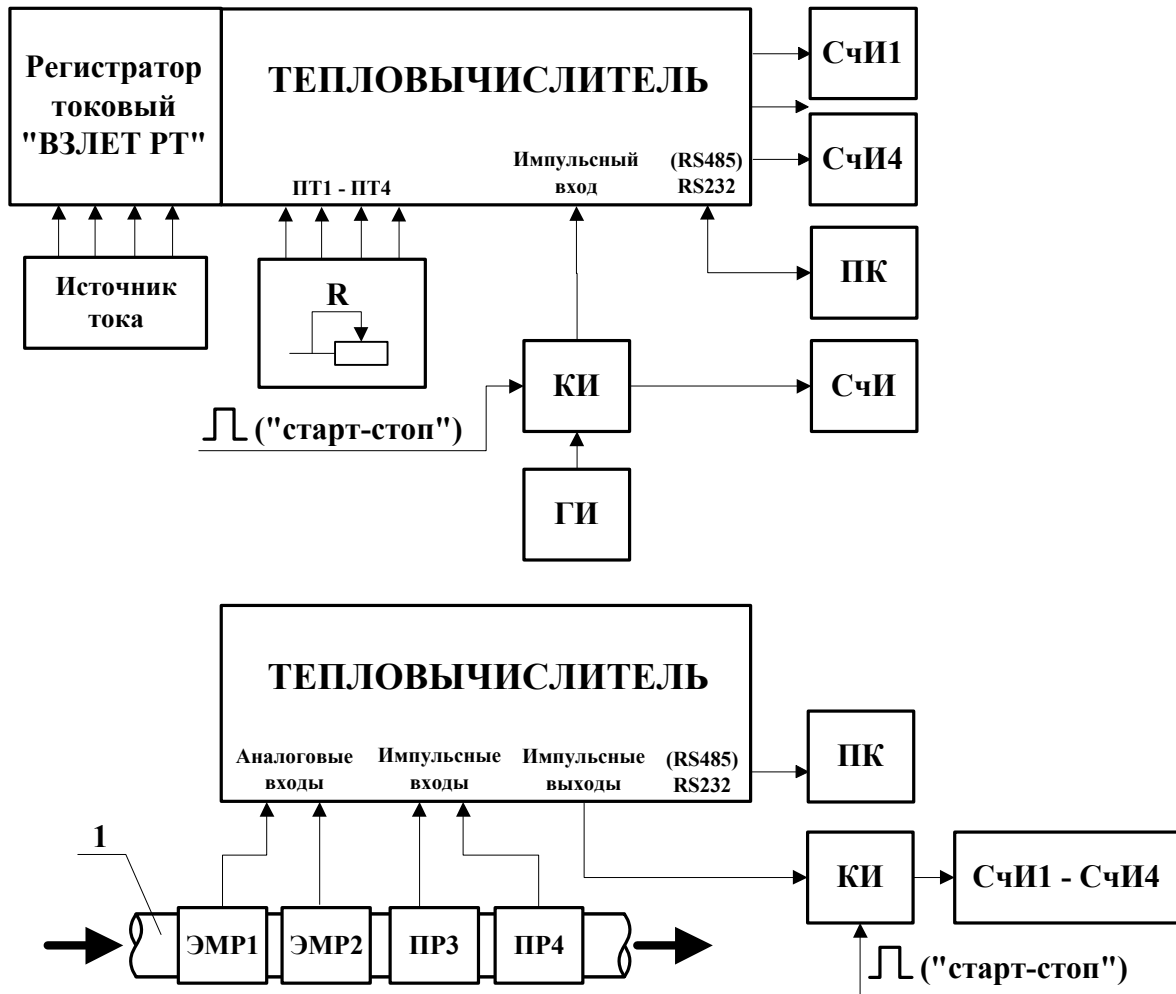 Регистратор
токовый
"ВЗЛЕТ РТ"
ТЕПЛОВЫЧИСЛИТЕЛЬ
ПТ1 - ПТ4
Импульсный
вход
(RS485)
RS232
СчИ1
СчИ4
ПК
СчИ
Источник
тока
R
КИ
("старт-стоп")
ГИ
ТЕПЛОВЫЧИСЛИТЕЛЬ
Аналоговые
входы
Импульсные
входы
Импульсные
выходы
(RS485)
RS232
ПК
КИ
СчИ1 - СчИ4
("старт-стоп")
1
ЭМР1
ЭМР2
ПР3
ПР4